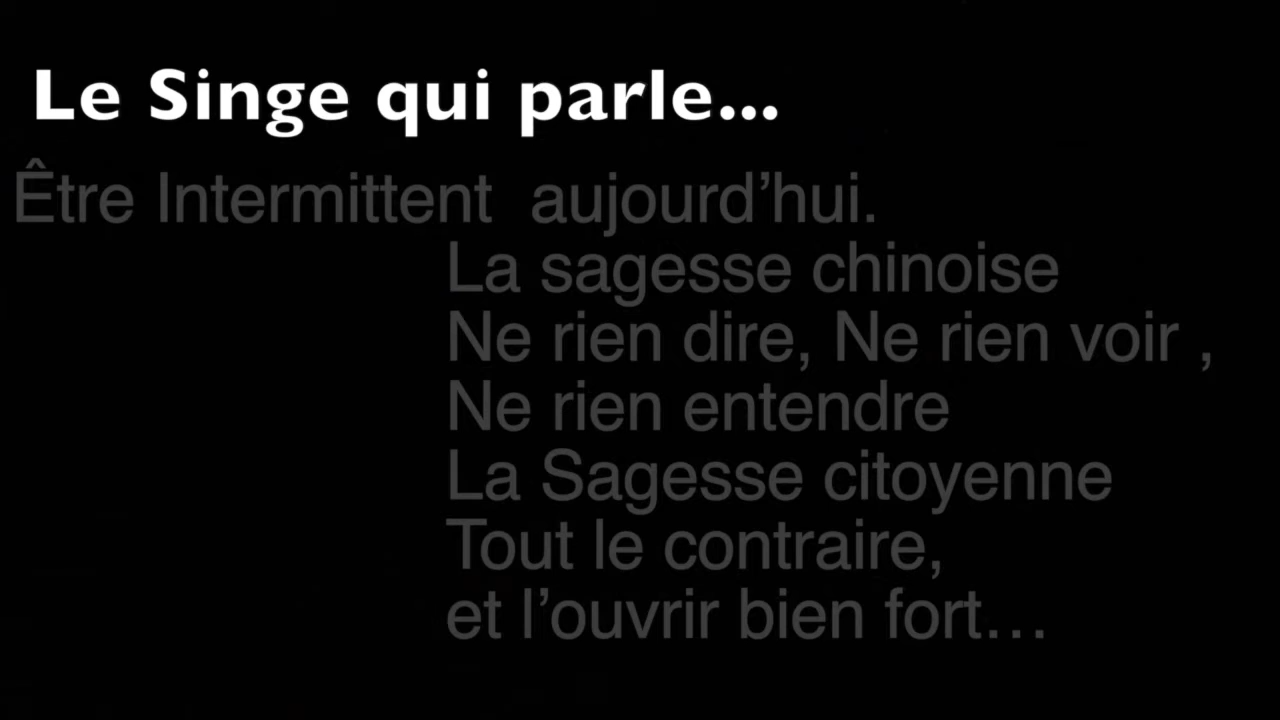 Le Singe qui parle...
Être Intermittent  aujourd’hui.
La sagesse chinoise
Ne rien dire, Ne rien voir ,
Ne rien entendre
La Sagesse citoyenne
Tout le contraire,
et l’ouvrir bien fort…